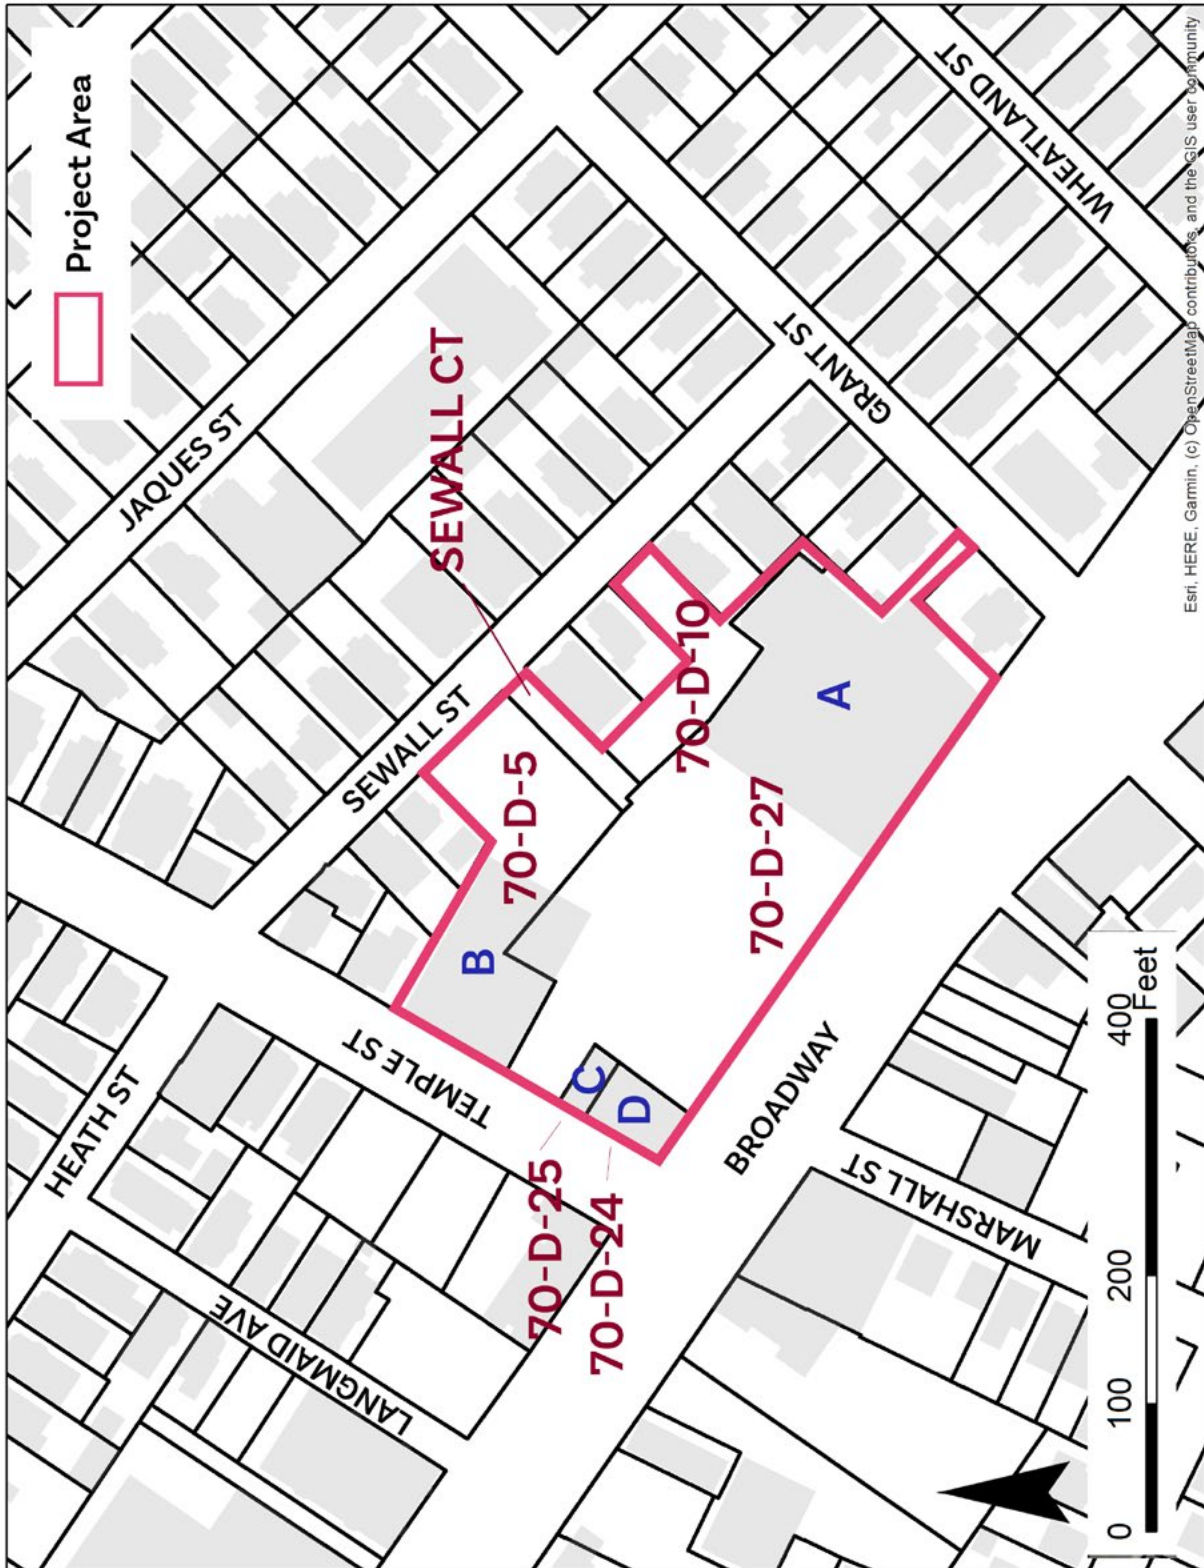 Project Area
JAQUES ST
WHEATLAND ST
SEWALL CT
GRANT ST
SEWALL ST
HEATH ST
TEMPLE ST
LANGMAID AVE
BROADWAY
MARSHALL ST
70-D-5
70-D-10
70-D-27
70-D-25
70-D-24
A
B
C
D
0 100 200 400
Feet
Esri, HERE, Garmin, (c) OpenStreetMap contributors, and the GIS user community